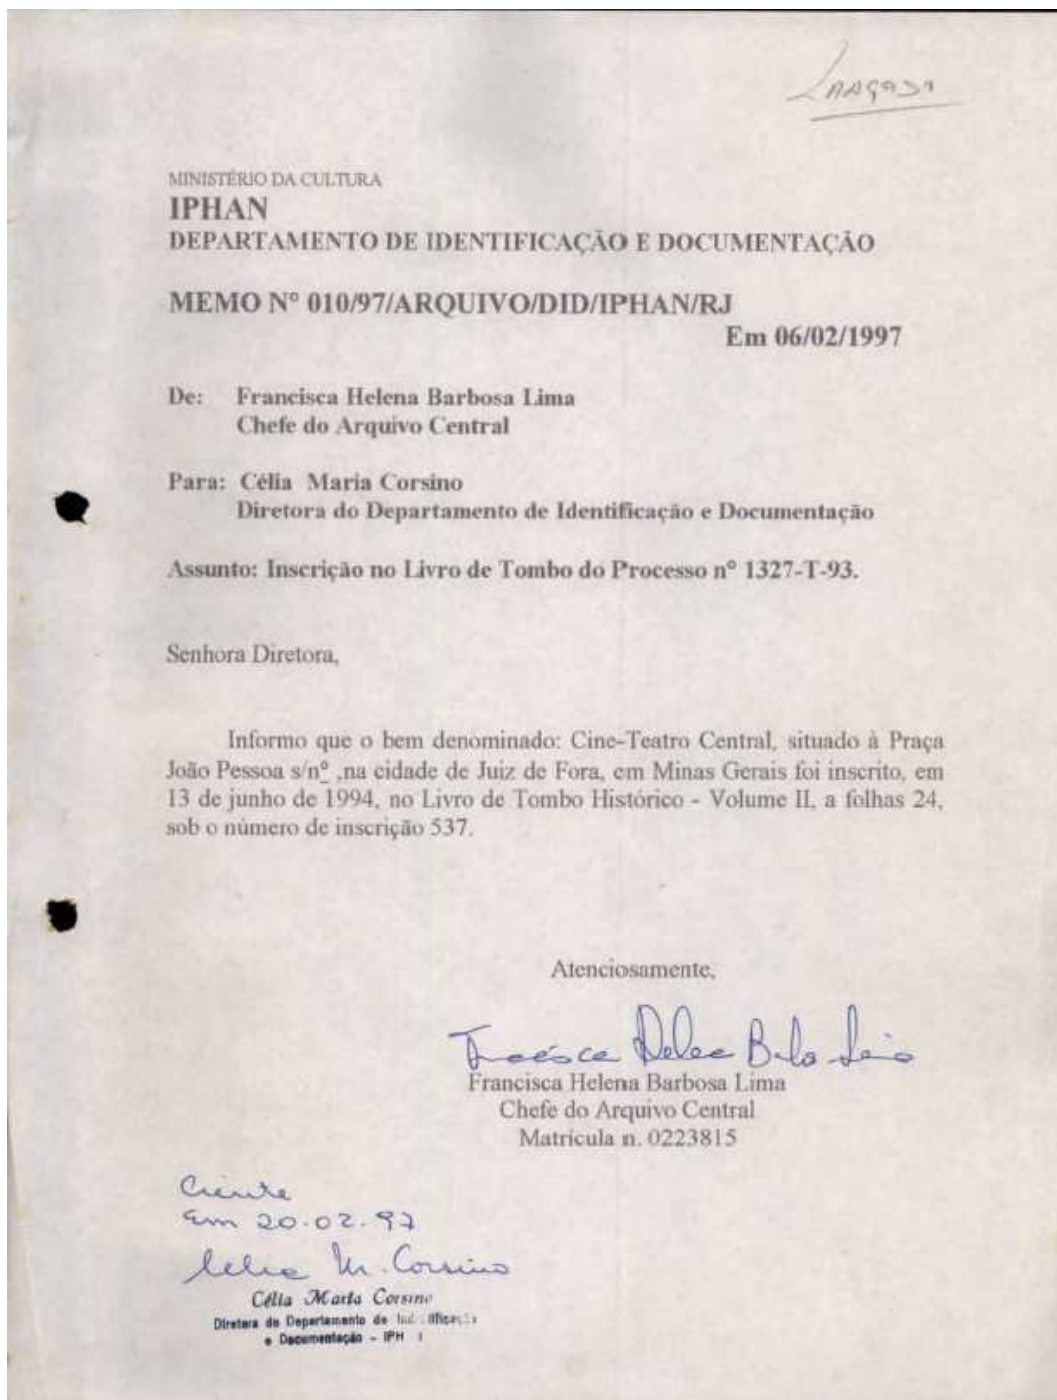 MINISTÉRIO DA CULTURA
IPHAN
DEPARTAMENTO DE IDENTIFICAÇÃO E DOCUMENTAÇÃO
MEMO Nº 010/97/ARQUIVO/DID/IPHAN/RJ
Em 06/02/1997
De: Francisca Helena Barbosa Lima
Chefe do Arquivo Central
Para: Célia Maria Corsino
Diretora do Departamento de Identificação e Documentação
Assunto: Inscrição no Livro de Tombo do Processo nº 1327-T-93.
Senhora Diretora,
Informo que o bem denominado: Cine-Teatro Central, situado à Praça
João Pessoa s/nº ,na cidade de Juiz de Fora, em Minas Gerais foi inscrito, em
13 de junho de 1994, no Livro de Tombo Histórico - Volume II, a folhas 24,
sob o número de inscrição 537.
Atenciosamente,
Francisca Helena Barbosa Lima
Chefe do Arquivo Central
Matrícula n. 0223815
Ciente
Em 20.02.97
Celia M. Corsino
Célia Maria Corsino
Diretora do Departamento de Identificação
e Documentação - IPH